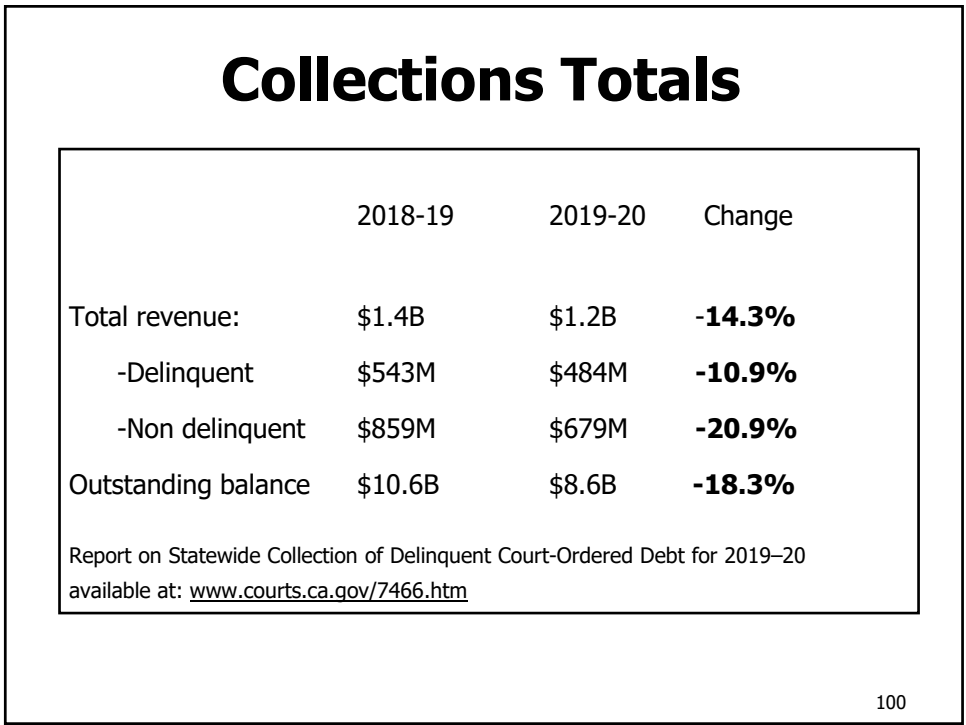 Collections Totals
2018-19 2019-20 Change
Total revenue: $1.4B $1.2B -14.3%
-Delinquent $543M $484M -10.9%
-Non delinquent $859M $679M -20.9%
Outstanding balance $10.6B $8.6B -18.3%
Report on Statewide Collection of Delinquent Court-Ordered Debt for 2019–20
available at: www.courts.ca.gov/7466.htm
100